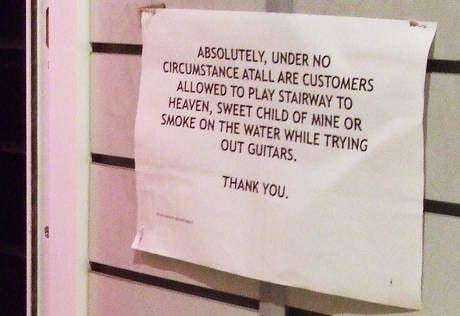 ABSOLUTELY, UNDER NO
CIRCUMSTANCE ATALL ARE CUSTOMERS
ALLOWED TO PLAY STAIRWAY TO
HEAVEN, SWEET CHILD OF MINE OR
SMOKE ON THE WATER WHILE TRYING
OUT GUITARS.
THANK YOU.